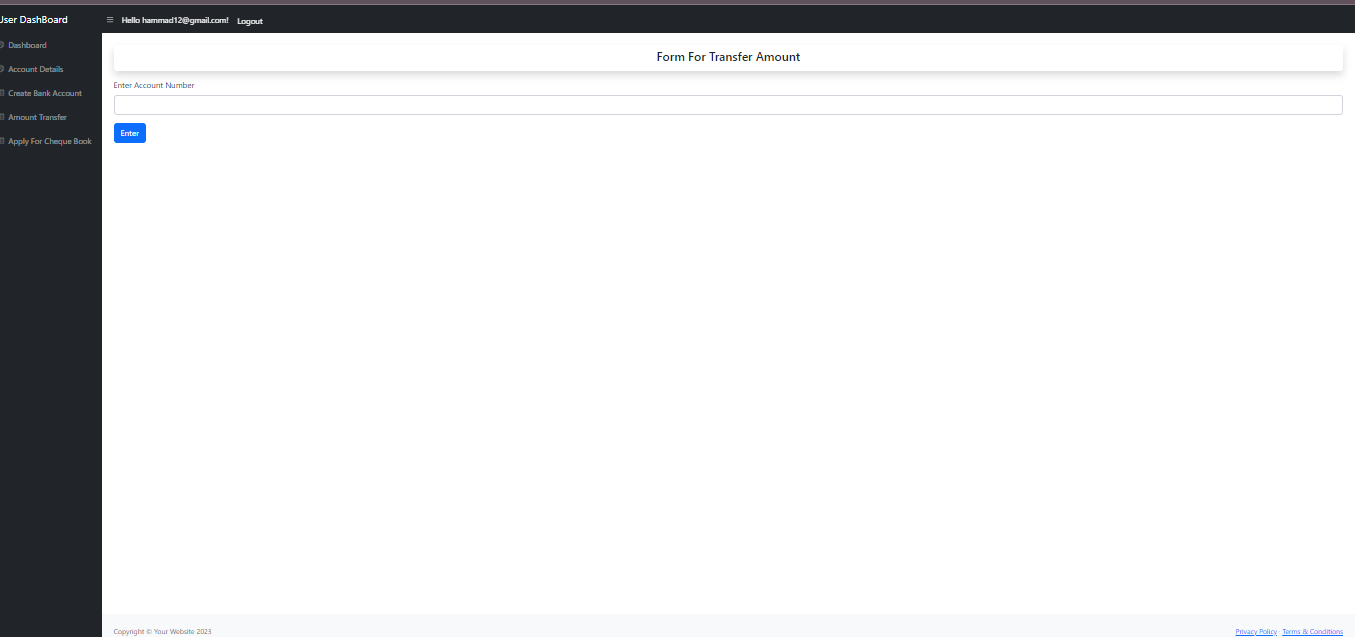 User DashBoard
Hello hammad12@gmail.com! Logout
Dashboard
Account Details
Create Bank Account
Amount Transfer
Apply For Cheque Book
Form For Transfer Amount
Enter Account Number
Enter
Copyright © Your Website 2023
Privacy Policy · Terms & Conditions